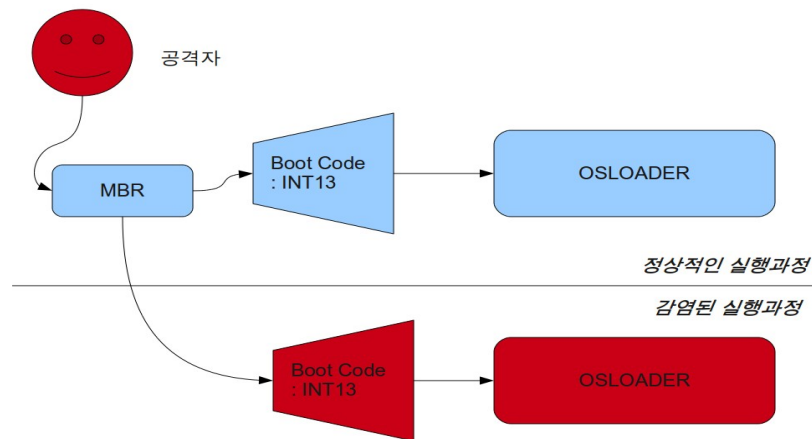 공격자
MBR
Boot Code
: INT13
OSLOADER
정상적인 실행과정
감염된 실행과정
Boot Code
: INT13
OSLOADER